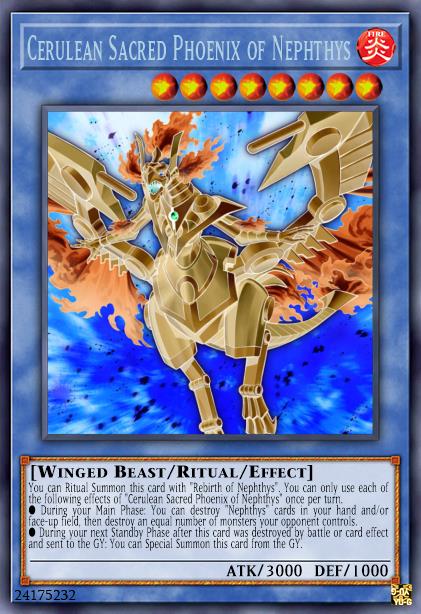 Cerulean Sacred Phoenix of Nephthys
FIRE
炎
[Winged Beast/Ritual/Effect]
You can Ritual Summon this card with "Rebirth of Nephthys". You can only use each of
the following effects of "Cerulean Sacred Phoenix of Nephthys" once per turn.
● During your Main Phase: You can destroy "Nephthys" cards in your hand and/or
face-up field, then destroy an equal number of monsters your opponent controls.
● During your next Standby Phase after this card was destroyed by battle or card effect
and sent to the GY: You can Special Summon this card from the GY.
ATK/3000 DEF/1000
24175232